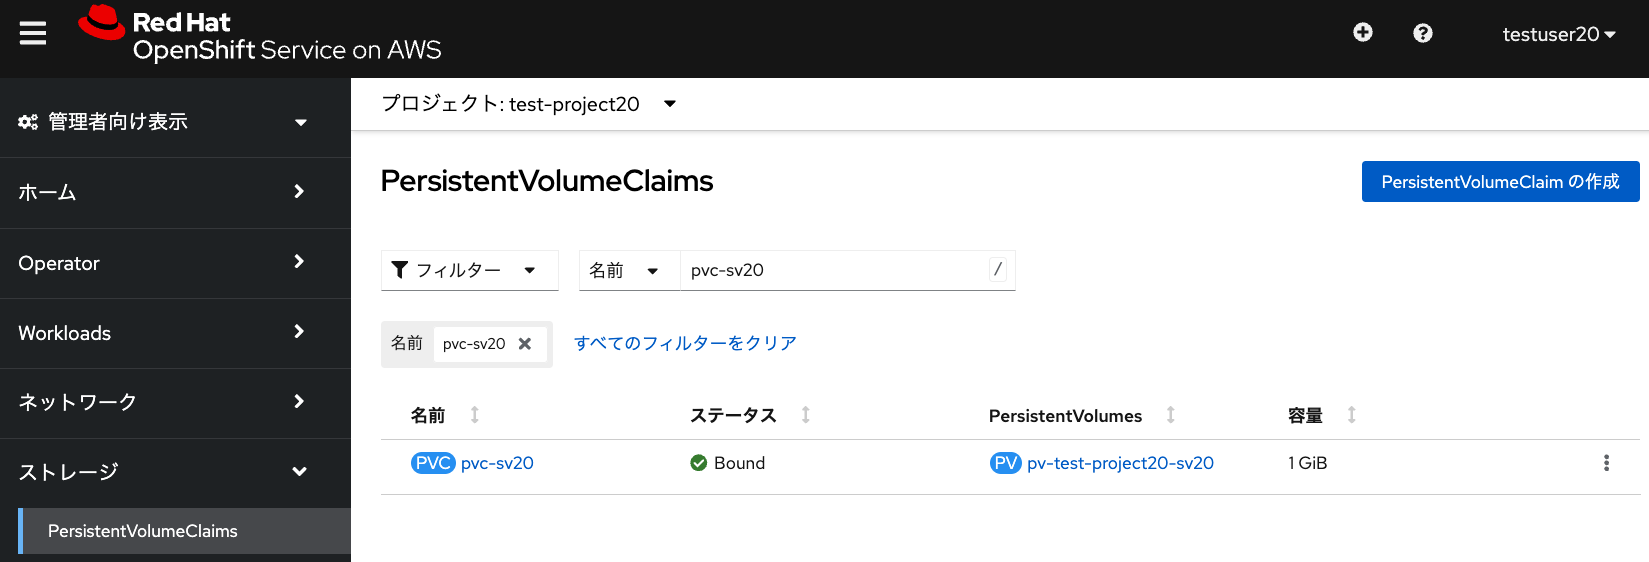 Red Hat
OpenShift Service on AWS
testuser20
管理者向け表示
ホーム
Operator
Workloads
ネットワーク
ストレージ
PersistentVolumeClaims
プロジェクト: test-project20
PersistentVolumeClaims
PersistentVolumeClaim の作成
フィルター 名前 pvc-sv20 /
名前 pvc-sv20 すべてのフィルターをクリア
名前 ステータス PersistentVolumes 容量
PVC pvc-sv20 Bound PV pv-test-project20-sv20 1 GiB